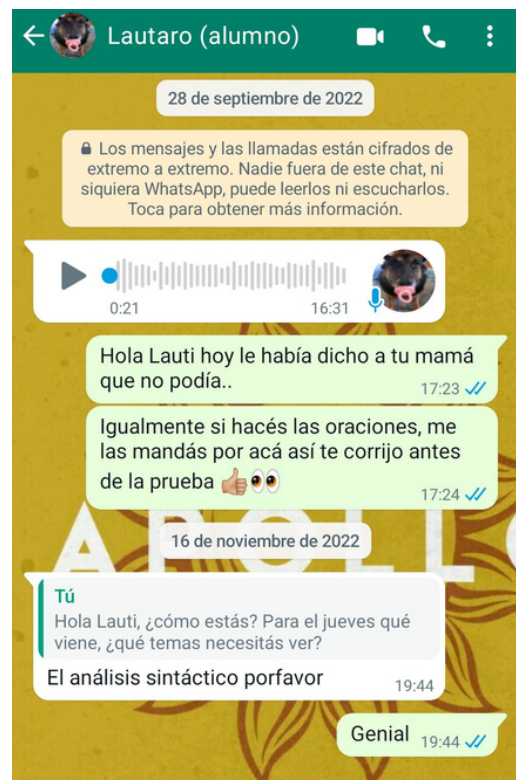 Lautaro (alumno)
28 de septiembre de 2022
Los mensajes y las llamadas están cifrados de
extremo a extremo. Nadie fuera de este chat, ni
siquiera WhatsApp, puede leerlos ni escucharlos.
Toca para obtener más información.
0:21 16:31
Hola Lauti hoy le había dicho a tu mamá
que no podía..
17:23
Igualmente si hacés las oraciones, me
las mandás por acá así te corrijo antes
de la prueba 👍🏼👀
17:24
APOLLO
16 de noviembre de 2022
Tú
Hola Lauti, ¿cómo estás? Para el jueves qué
viene, ¿qué temas necesitás ver?
El análisis sintáctico porfavor
19:44
Genial 19:44